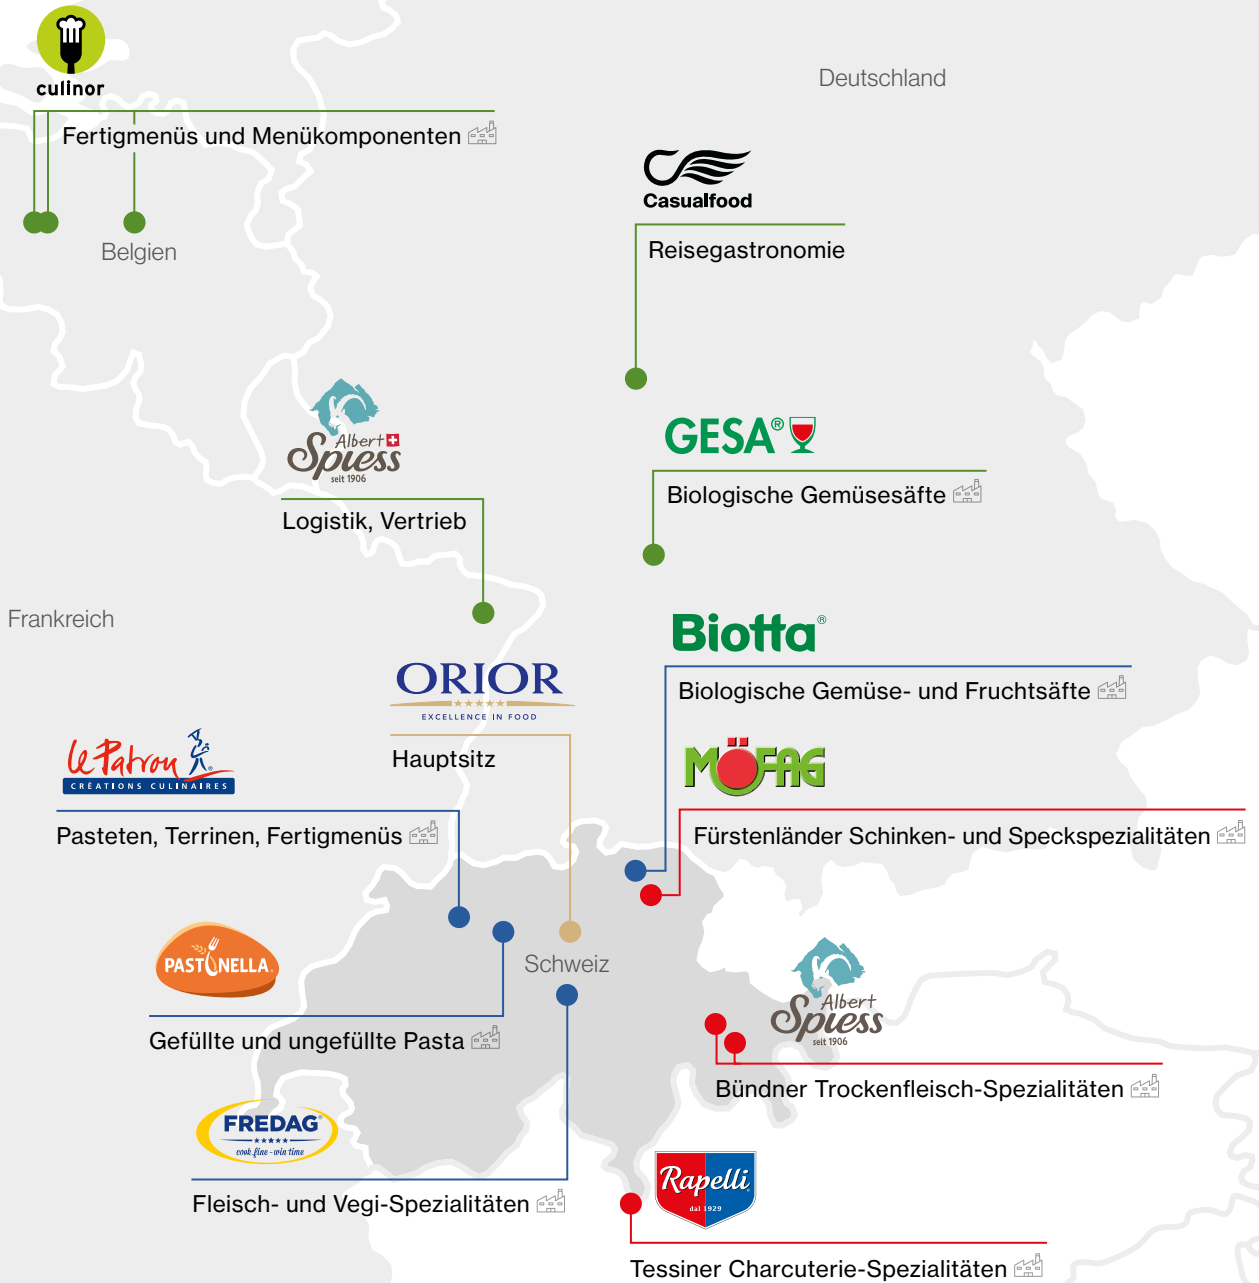 culinor
Fertigmenüs und Menükomponenten
Belgien
Deutschland
Casualfood
Reisegastronomie
Albert
Spiess
seit 1906
Logistik, Vertrieb
GESA®
Biologische Gemüsesäfte
Frankreich
Biotta®
Biologische Gemüse- und Fruchtsäfte
ORIOR
EXCELLENCE IN FOOD
Hauptsitz
le Patron
CRÉATIONS CULINAIRES
Pasteten, Terrinen, Fertigmenüs
MÖFAG
Fürstenländer Schinken- und Speckspezialitäten
PASTINELLA
Gefüllte und ungefüllte Pasta
Schweiz
Albert
Spiess
seit 1906
Bündner Trockenfleisch-Spezialitäten
FREDAG
cook fine - win time
Fleisch- und Vegi-Spezialitäten
Rapelli
dal 1929
Tessiner Charcuterie-Spezialitäten